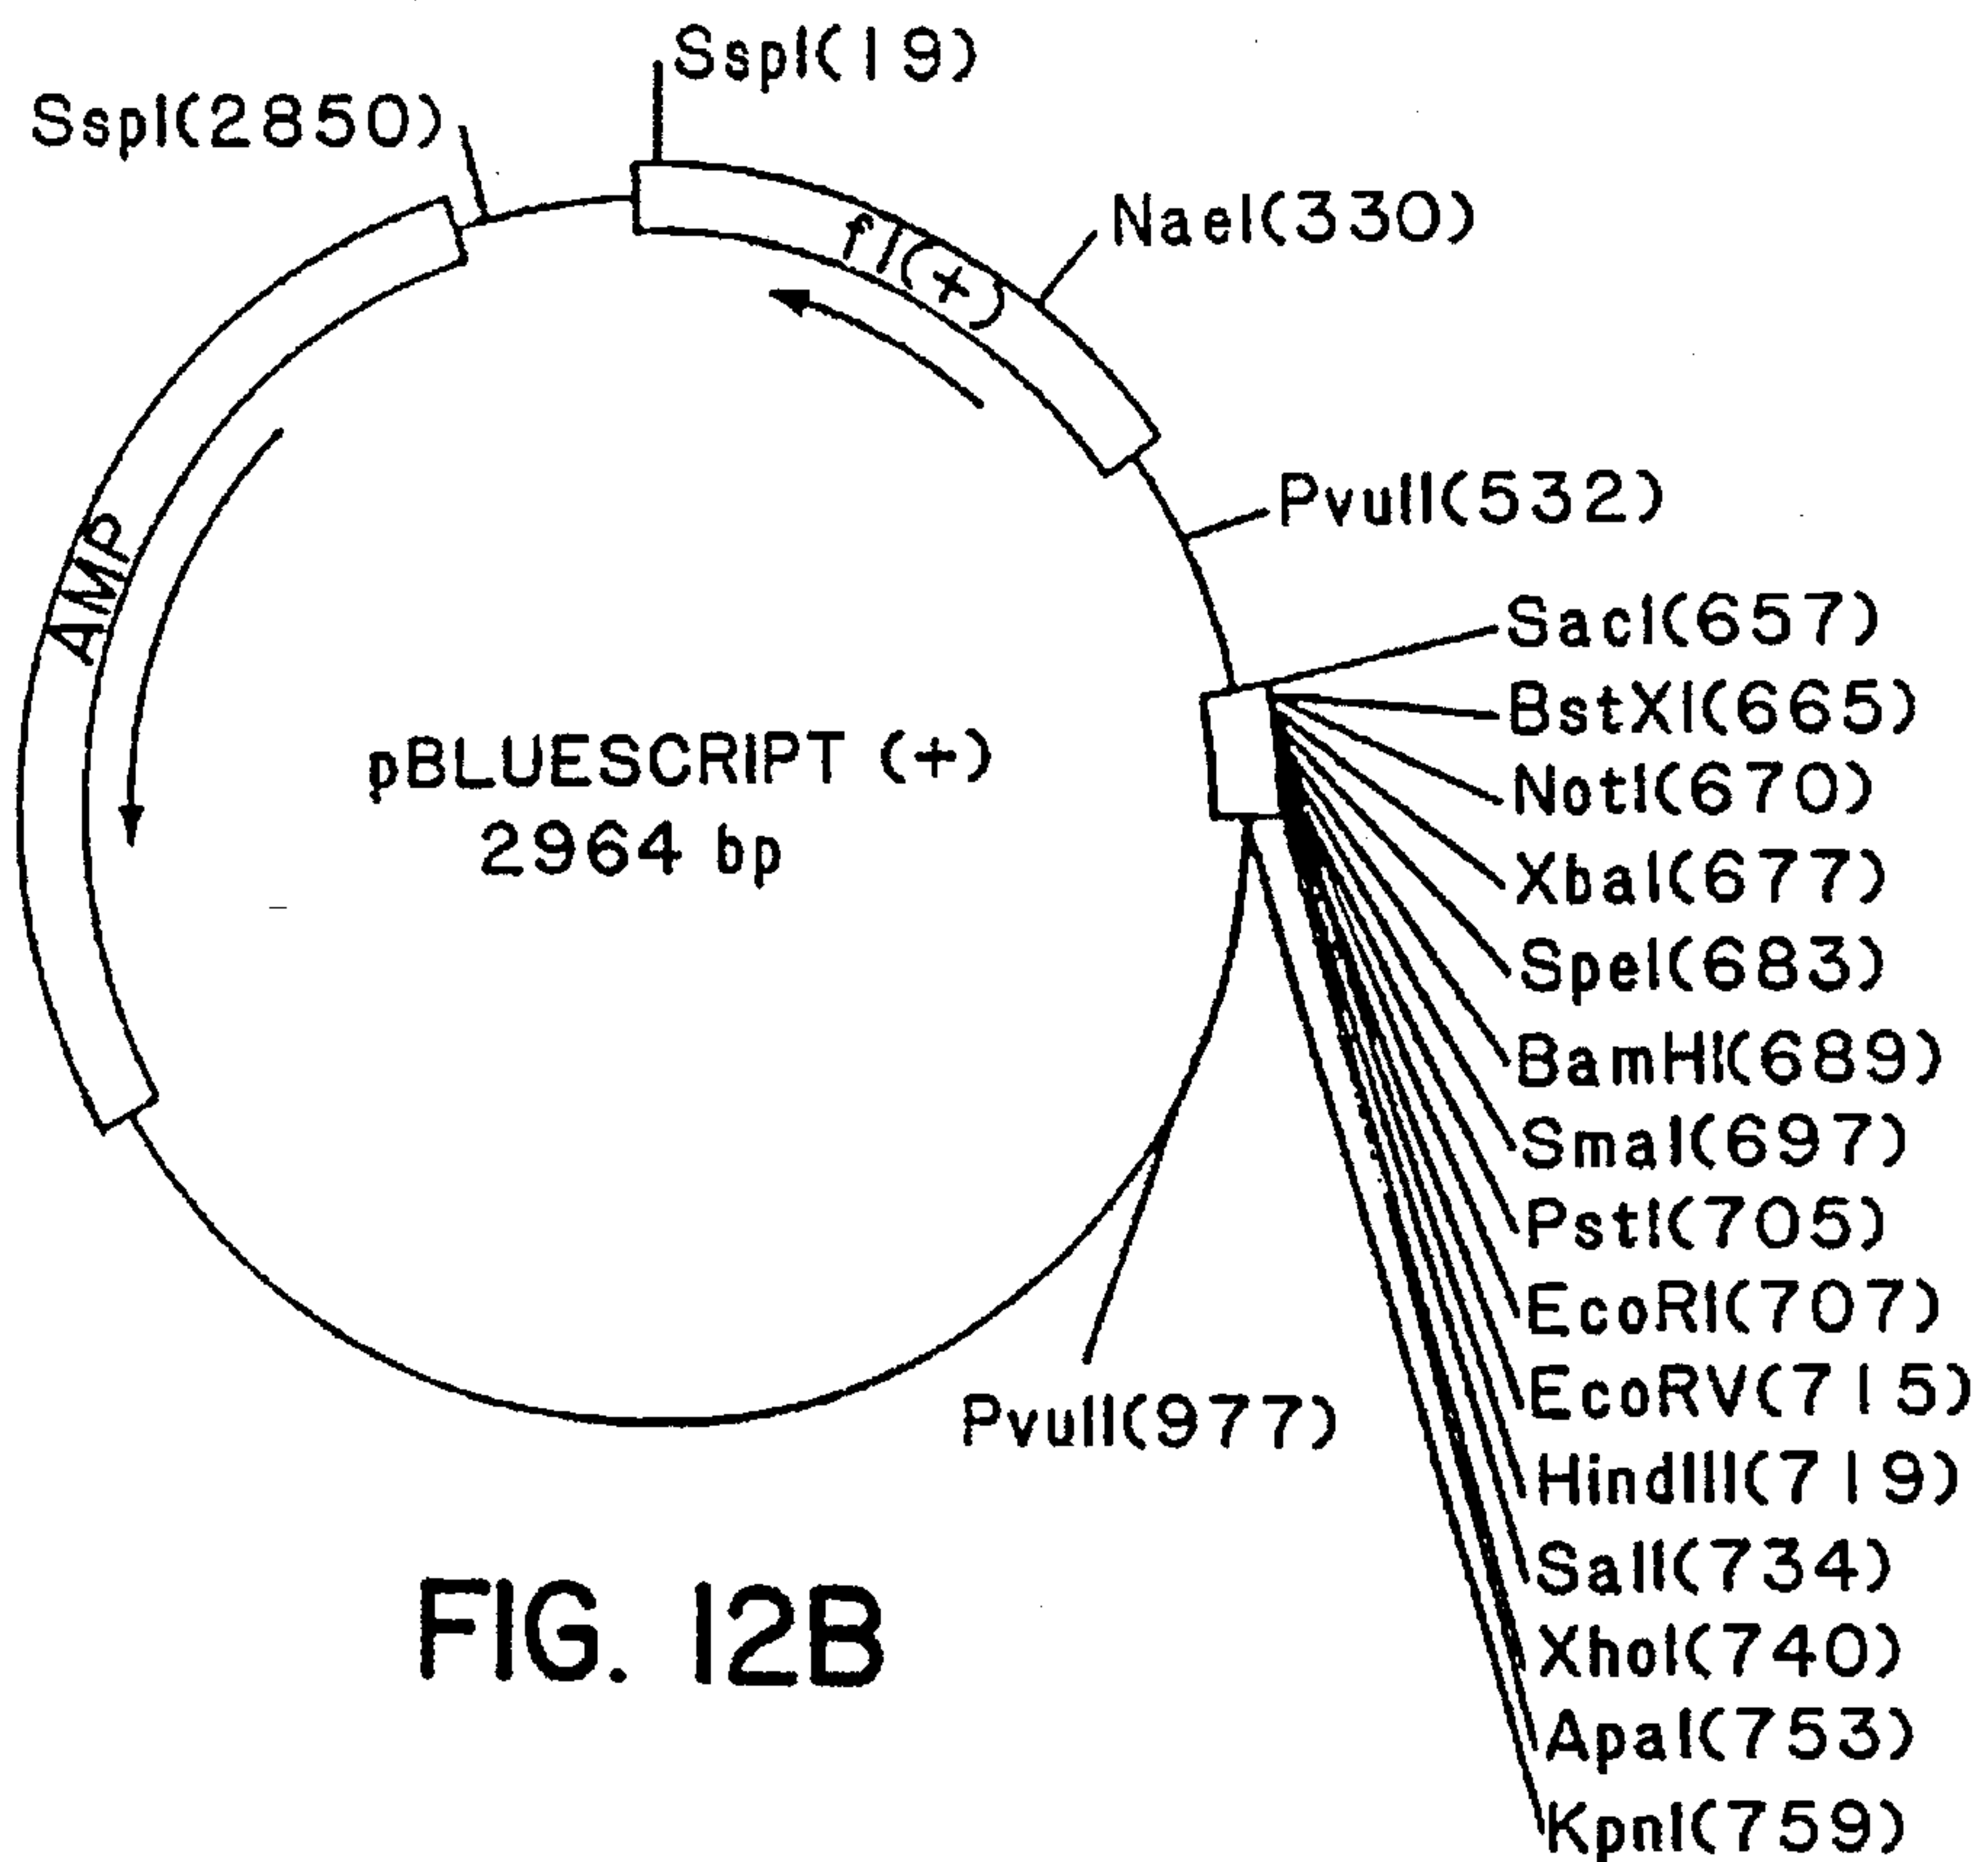 SspI(19)
SspI(2850)
NaeI(330)
f1(+)
PvuII(532)
AMP
SacI(657)
BstXI(665)
NotI(670)
XbaI(677)
SpeI(683)
BamHI(689)
SmaI(697)
PstI(705)
EcoRI(707)
EcoRV(715)
HindIII(719)
SalI(734)
XhoI(740)
ApaI(753)
KpnI(759)
pBLUESCRIPT (+)
2964 bp
PvuII(977)
FIG. 12B